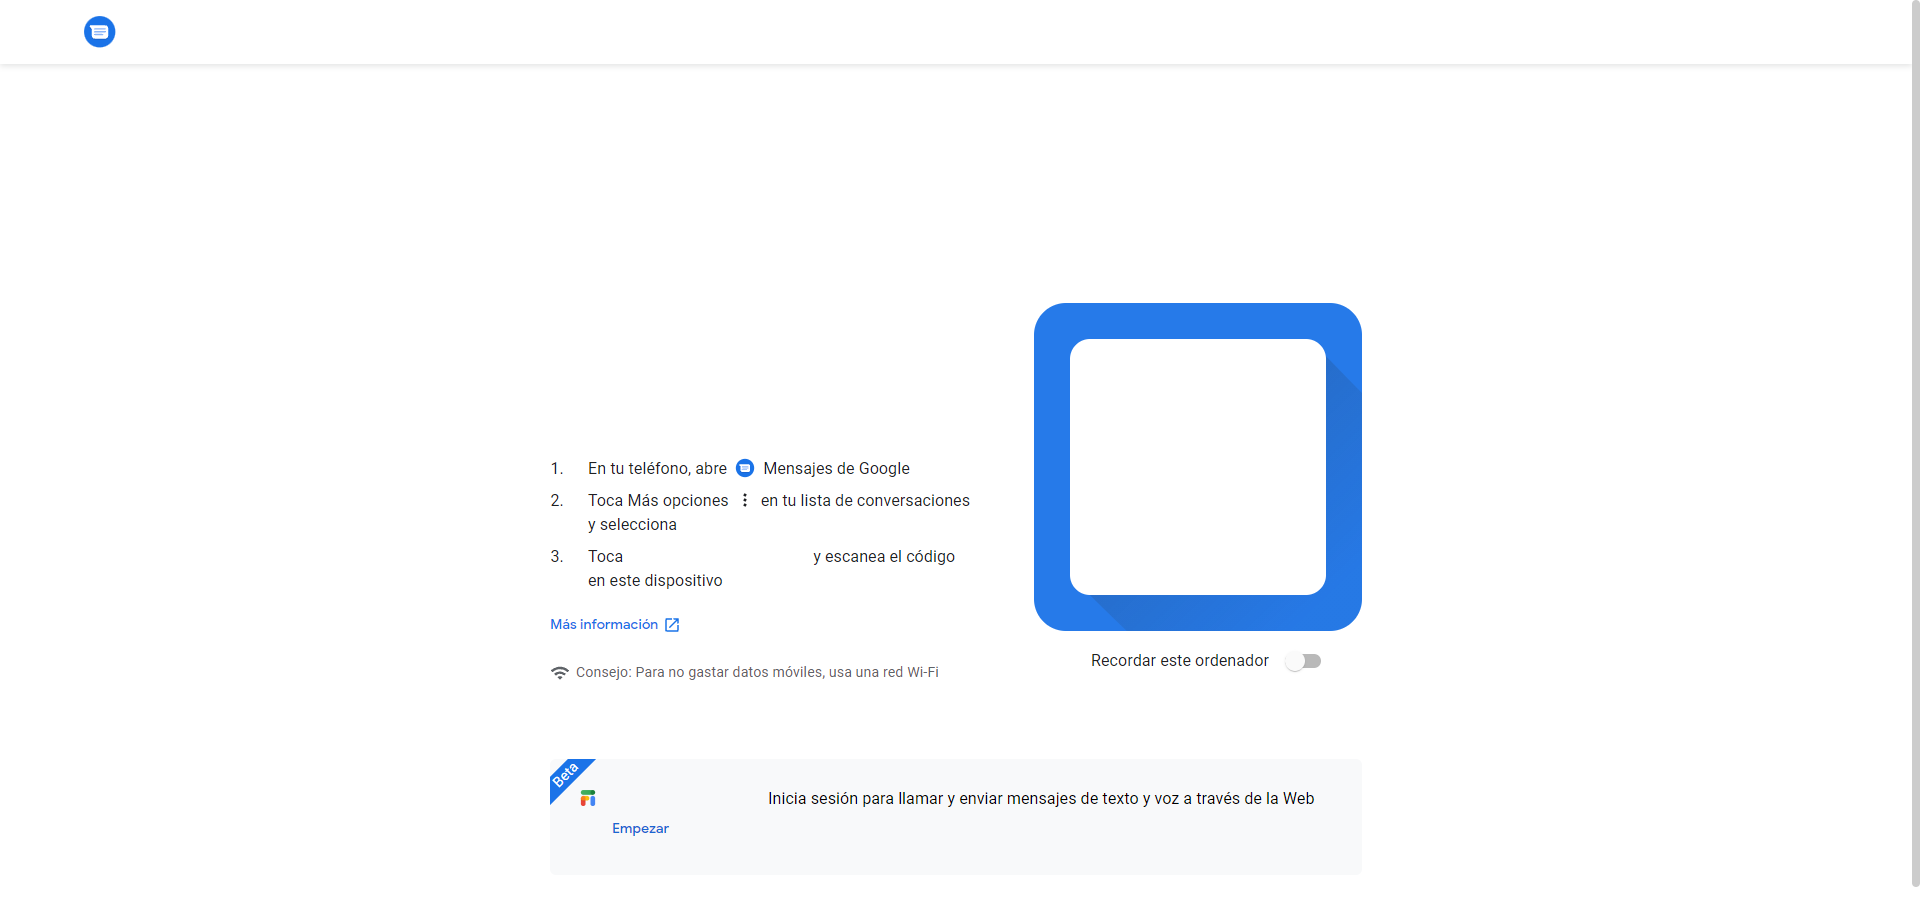 1. En tu teléfono, abre Mensajes de Google
2. Toca Más opciones en tu lista de conversaciones
y selecciona
3. Toca y escanea el código
en este dispositivo
Más información
Consejo: Para no gastar datos móviles, usa una red Wi-Fi
Recordar este ordenador
Beta
Inicia sesión para llamar y enviar mensajes de texto y voz a través de la Web
Empezar